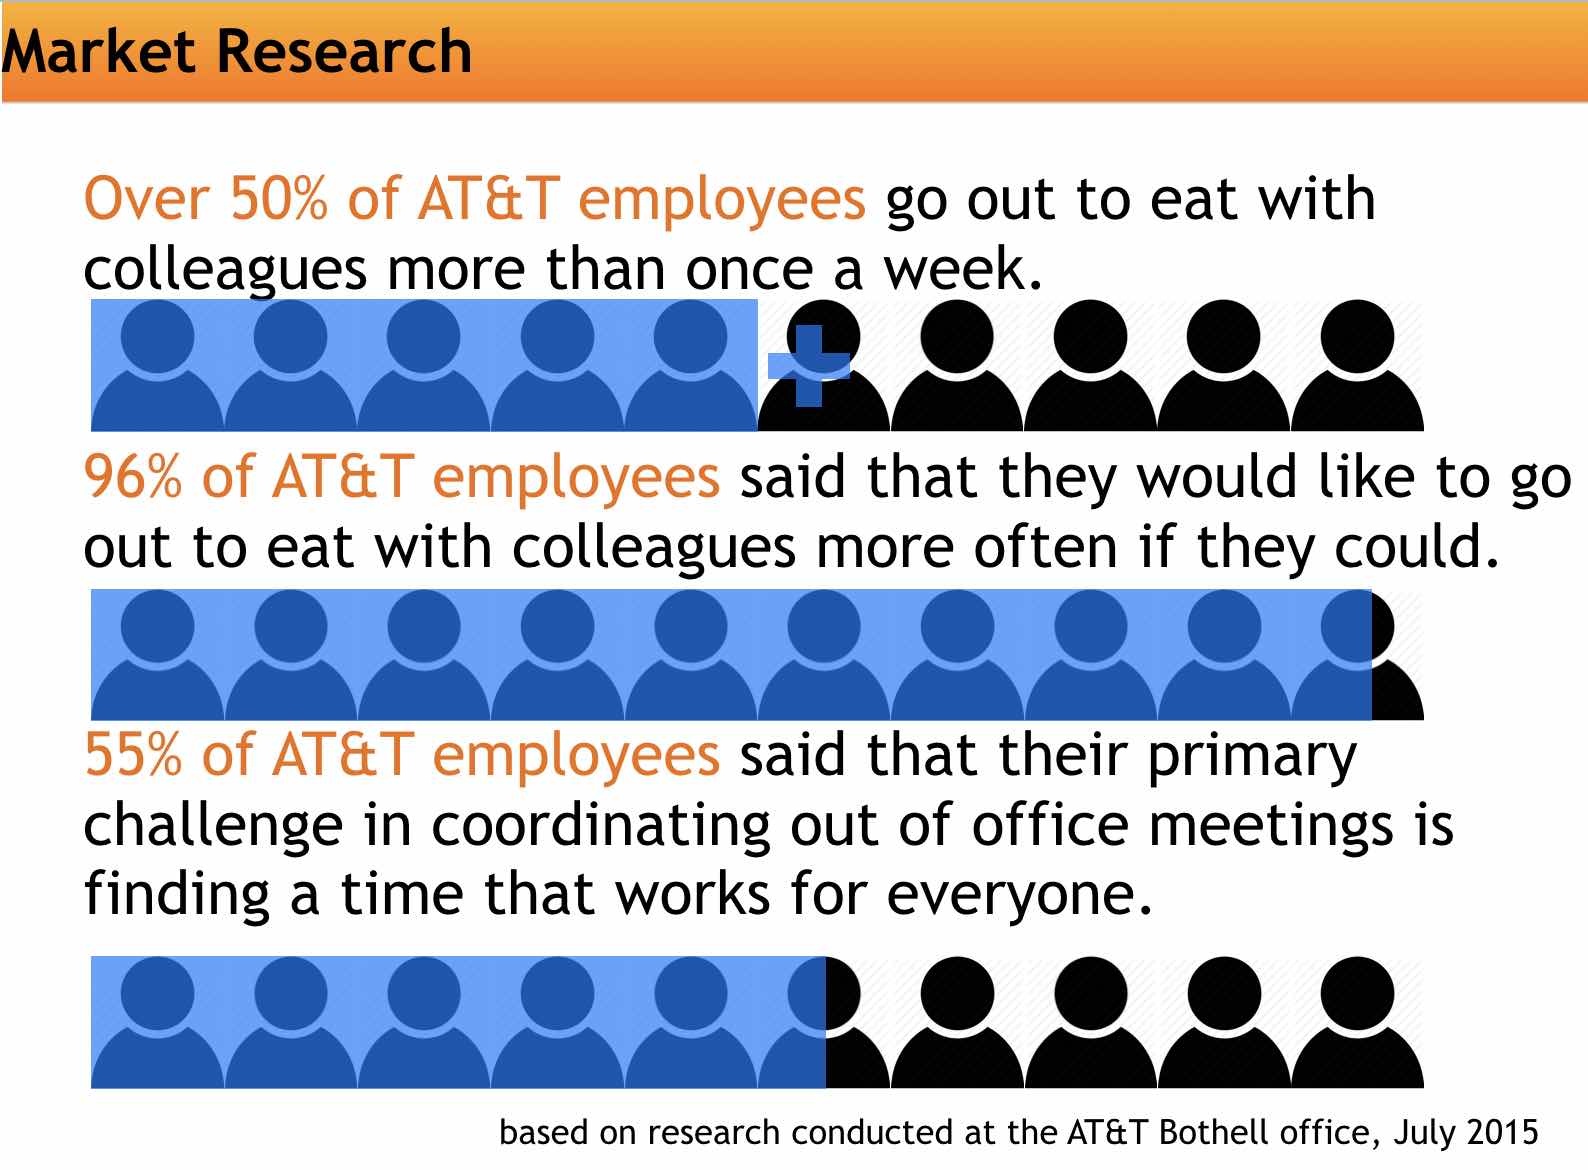 Market Research
Over 50% of AT&T employees go out to eat with
colleagues more than once a week.
96% of AT&T employees said that they would like to go
out to eat with colleagues more often if they could.
55% of AT&T employees said that their primary
challenge in coordinating out of office meetings is
finding a time that works for everyone.
based on research conducted at the AT&T Bothell office, July 2015